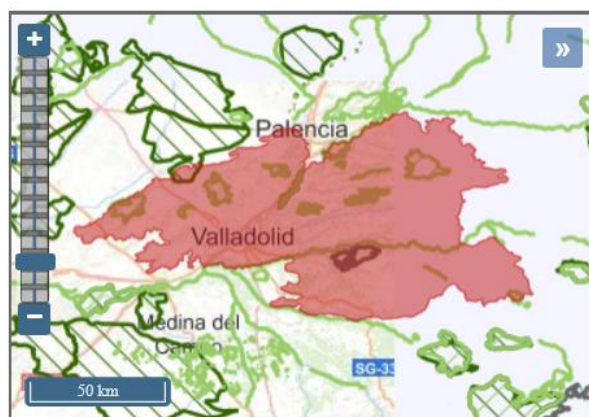 +
»
Palencia
Valladolid
Medina del
−
SG-33
50 km